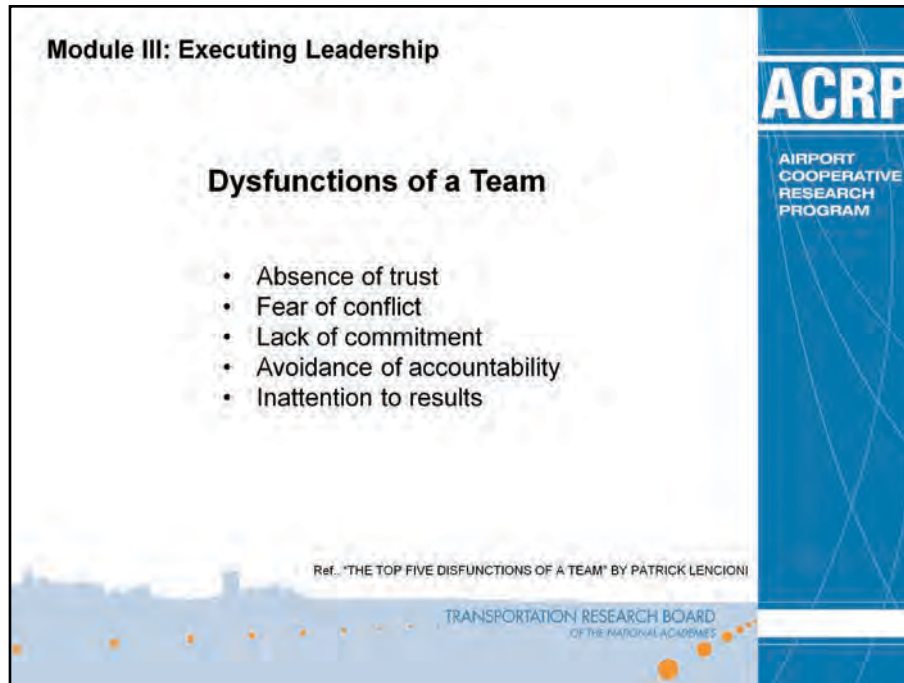 Module III: Executing Leadership
ACRP
AIRPORT
COOPERATIVE
RESEARCH
PROGRAM
Dysfunctions of a Team
• Absence of trust
• Fear of conflict
• Lack of commitment
• Avoidance of accountability
• Inattention to results
Ref.. "THE TOP FIVE DISFUNCTIONS OF A TEAM" BY PATRICK LENCIONI
TRANSPORTATION RESEARCH BOARD
OF THE NATIONAL ACADEMIES